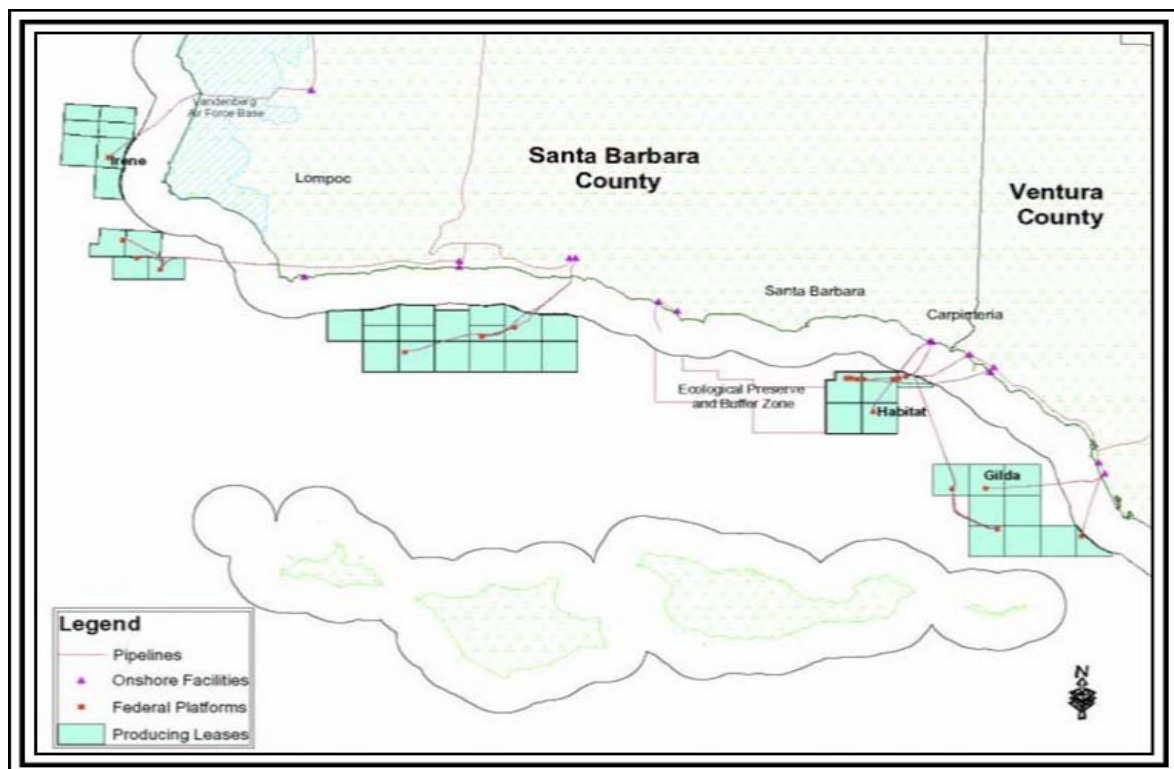 Vandenberg
Air Force Base
Irene
Lompoc
Santa Barbara
County
Ventura
County
Santa Barbara
Carpinteria
Ecological Preserve
and Buffer Zone
Habitat
Gilda
Legend
Pipelines
Onshore Facilities
Federal Platforms
Producing Leases
N